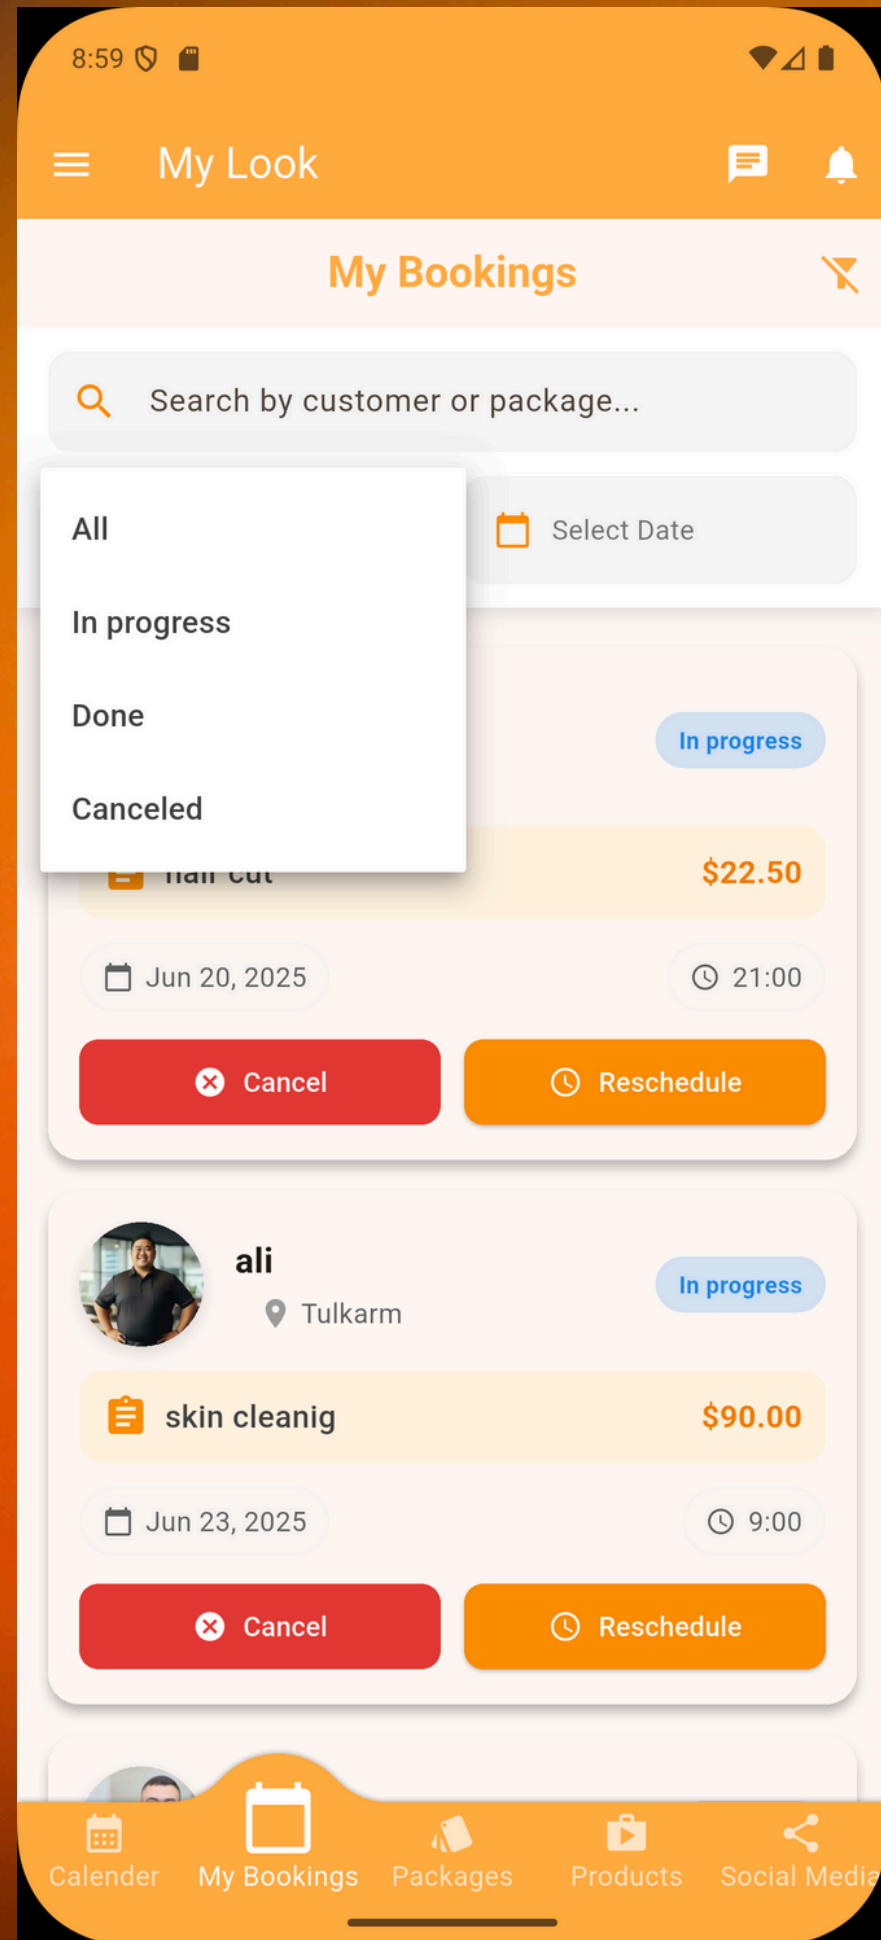 8:59
My Look
My Bookings
Search by customer or package...
All
Select Date
In progress
Done
In progress
Canceled
hair cut
$22.50
Jun 20, 2025
21:00
Cancel
Reschedule
ali
In progress
Tulkarm
skin cleanig
$90.00
Jun 23, 2025
9:00
Cancel
Reschedule
Calender
My Bookings
Packages
Products
Social Media